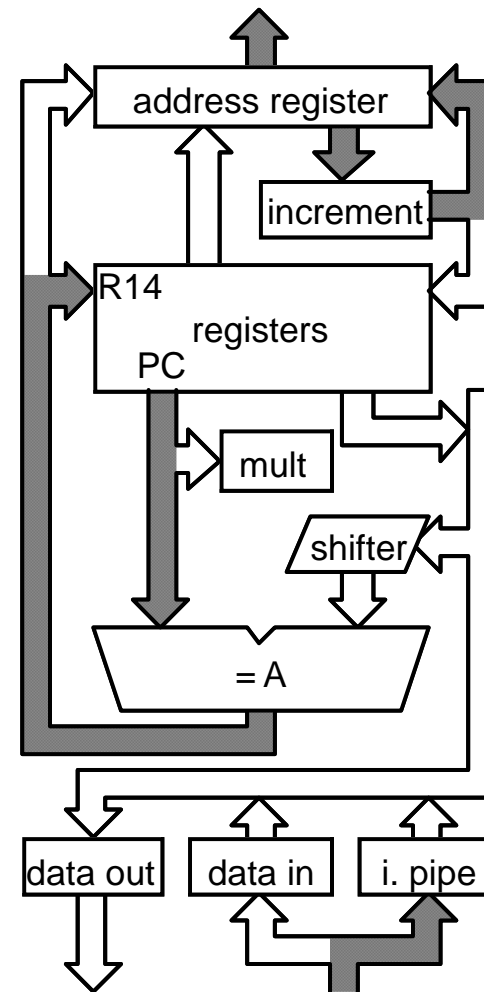 address register
increment
R14
registers
PC
mult
shifter
= A
data out
data in
i. pipe